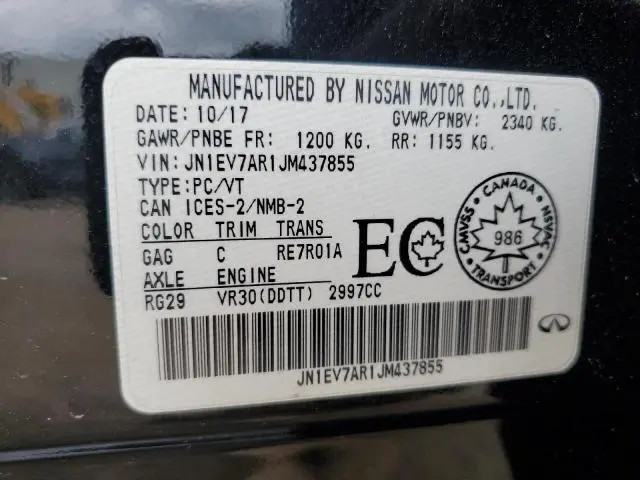 MANUFACTURED BY NISSAN MOTOR CO.,LTD.
DATE: 10/17 GVWR/PNBV: 2340 KG.
GAWR/PNBE FR: 1200 KG. RR: 1155 KG.
VIN: JN1EV7AR1JM437855
TYPE:PC/VT
CAN ICES-2/NMB-2
COLOR TRIM TRANS
GAG C RE7R01A
AXLE ENGINE
RG29 VR30(DDTT) 2997CC
EC
CANADA
CMVSS NSVAC
986
TRANSPORT
JN1EV7AR1JM437855